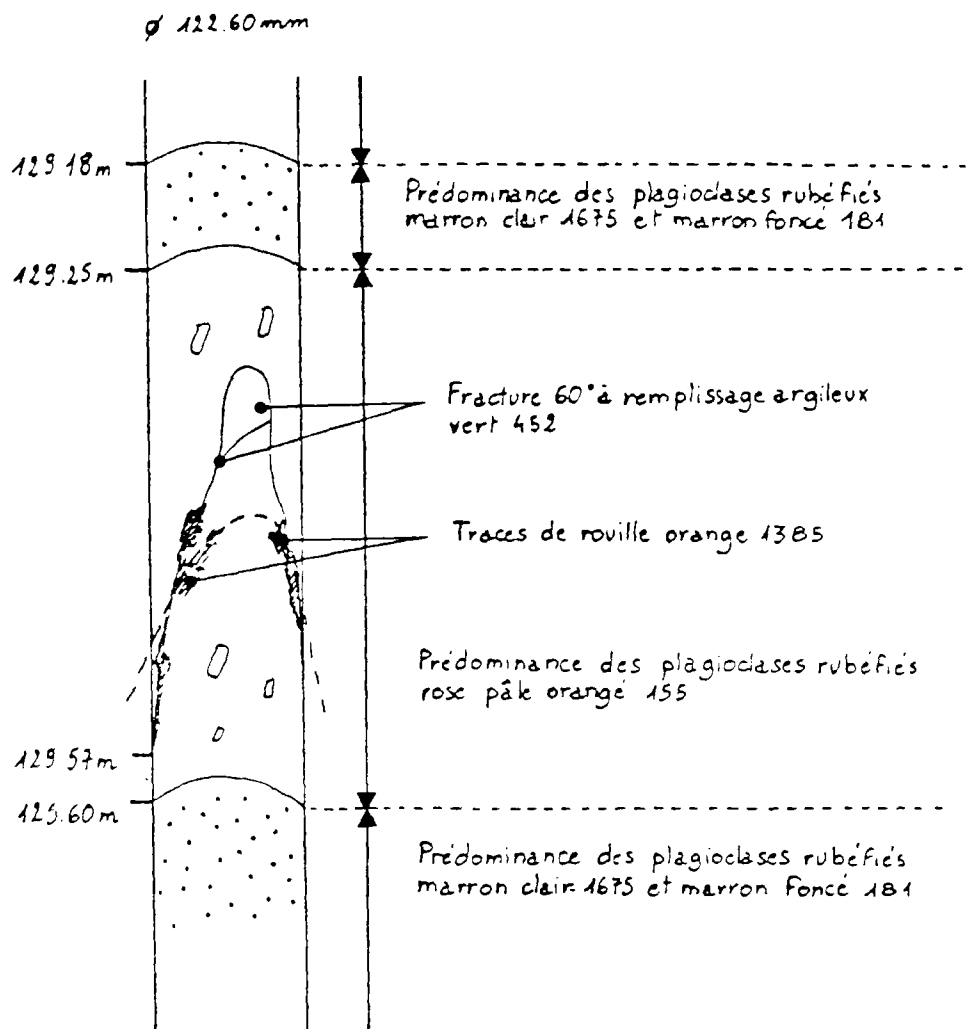 ø 122.60mm
129 18m
Prédominance des plagioclases rubéfiés
marron clair 1675 et marron foncé 181
129.25m
Fracture 60° à remplissage argileux
vert 452
Traces de rouille orange 1385
Prédominance des plagioclases rubéfiés
rose pâle orangé 155
129 57m
129.60m
Prédominance des plagioclases rubéfiés
marron clair 1675 et marron foncé 181